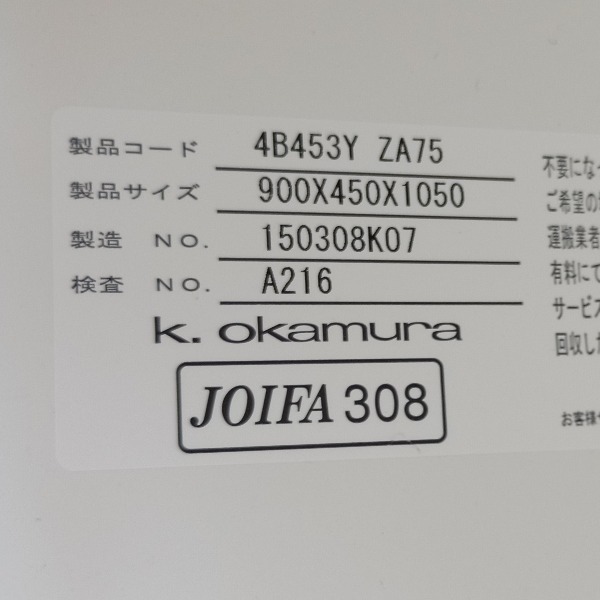 製品コード 4B453Y ZA75
製品サイズ 900X450X1050
製造 NO. 150308K07
検査 NO. A216
k. okamura
JOIFA 308
不要にな
ご希望の
運搬業者
有料にて
サービス
回収した
お客様